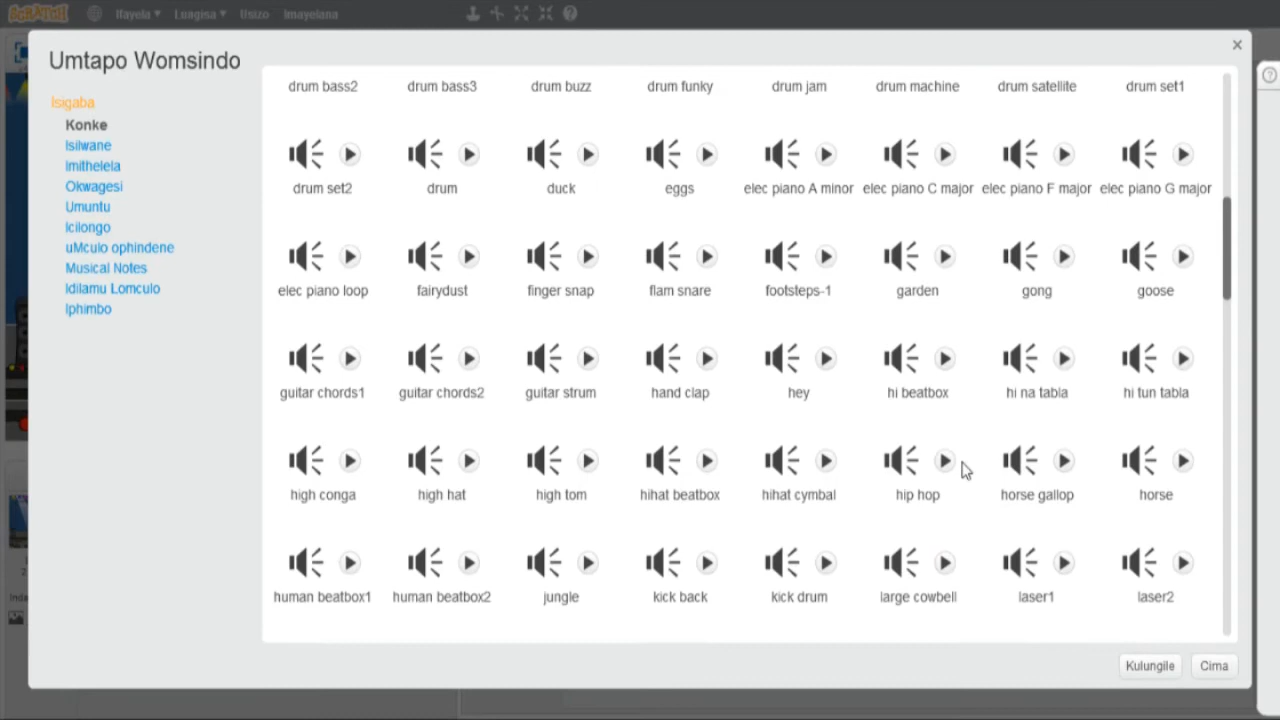 SCRATCH Ifayela Lungisa Usizo Imayelana
Umtapo Womsindo
Isigaba
Konke
Isilwane
Imithelela
Okwagesi
Umuntu
Icilongo
uMculo ophindene
Musical Notes
Idilamu Lomculo
Iphimbo
drum bass2 drum bass3 drum buzz drum funky drum jam drum machine drum satellite drum set1
drum set2 drum duck eggs elec piano A minor elec piano C major elec piano F major elec piano G major
elec piano loop fairydust finger snap flam snare footsteps-1 garden gong goose
guitar chords1 guitar chords2 guitar strum hand clap hey hi beatbox hi na tabla hi tun tabla
high conga high hat high tom hihat beatbox hihat cymbal hip hop horse gallop horse
human beatbox1 human beatbox2 jungle kick back kick drum large cowbell laser1 laser2
Kulungile Cima